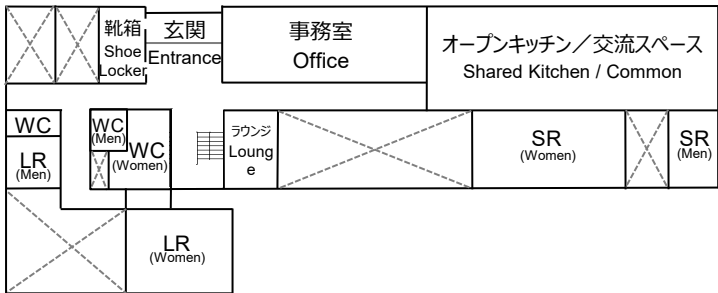 靴箱
Shoe
Locker
玄関
Entrance
事務室
Office
オープンキッチン／交流スペース
Shared Kitchen / Common
WC
LR
(Men)
WC
(Men)
WC
(Women)
ラウンジ
Loung
e
SR
(Women)
SR
(Men)
LR
(Women)